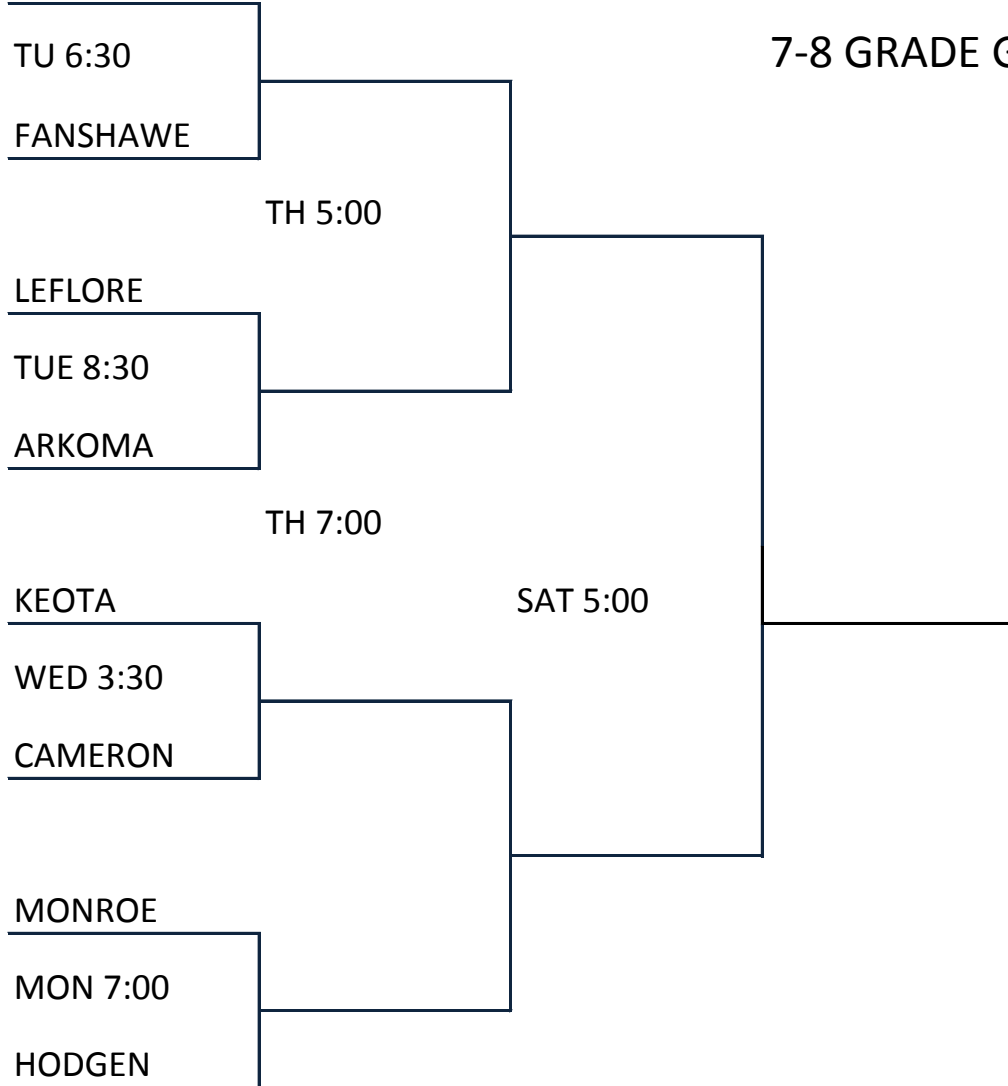 TU 6:30
7-8 GRADE
FANSHAWE
TH 5:00
LEFLORE
TUE 8:30
ARKOMA
TH 7:00
KEOTA
SAT 5:00
WED 3:30
CAMERON
MONROE
MON 7:00
HODGEN